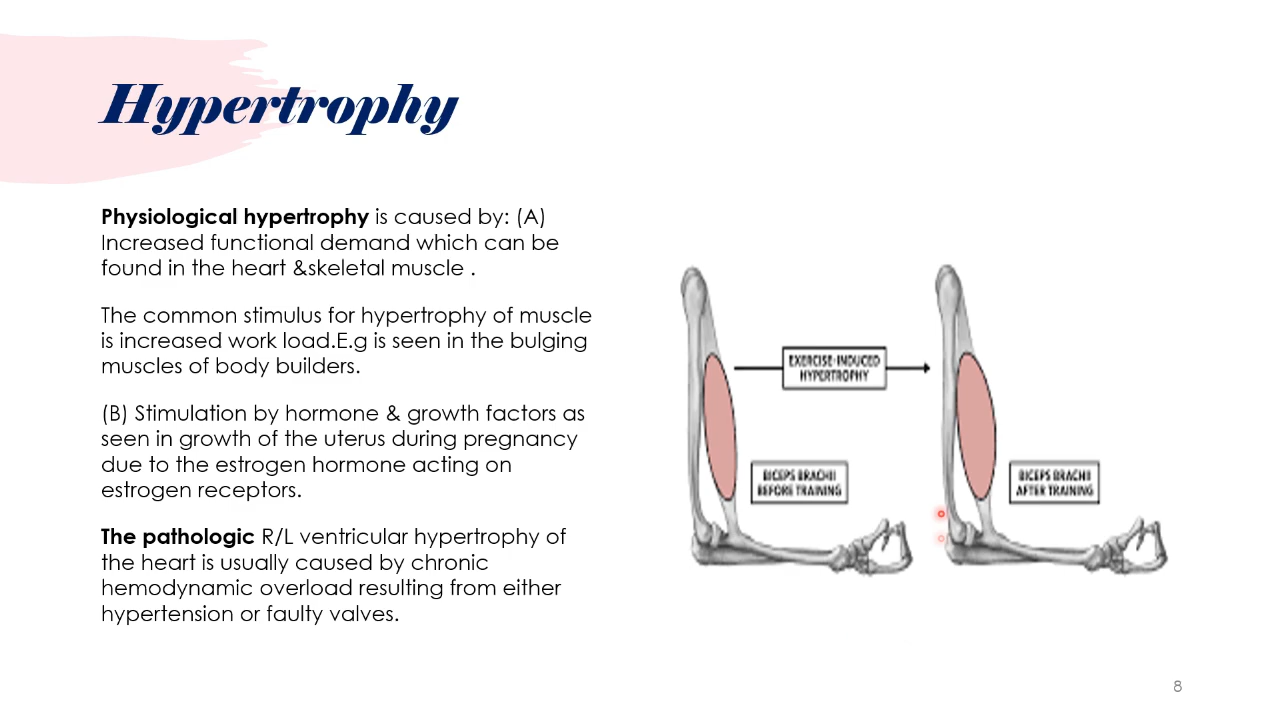 Hypertrophy
Physiological hypertrophy is caused by: (A)
Increased functional demand which can be
found in the heart &skeletal muscle .
The common stimulus for hypertrophy of muscle
is increased work load.E.g is seen in the bulging
muscles of body builders.
(B) Stimulation by hormone & growth factors as
seen in growth of the uterus during pregnancy
due to the estrogen hormone acting on
estrogen receptors.
The pathologic R/L ventricular hypertrophy of
the heart is usually caused by chronic
hemodynamic overload resulting from either
hypertension or faulty valves.
EXERCISE-INDUCED
HYPERTROPHY
BICEPS BRACHII
BEFORE TRAINING
BICEPS BRACHII
AFTER TRAINING
8